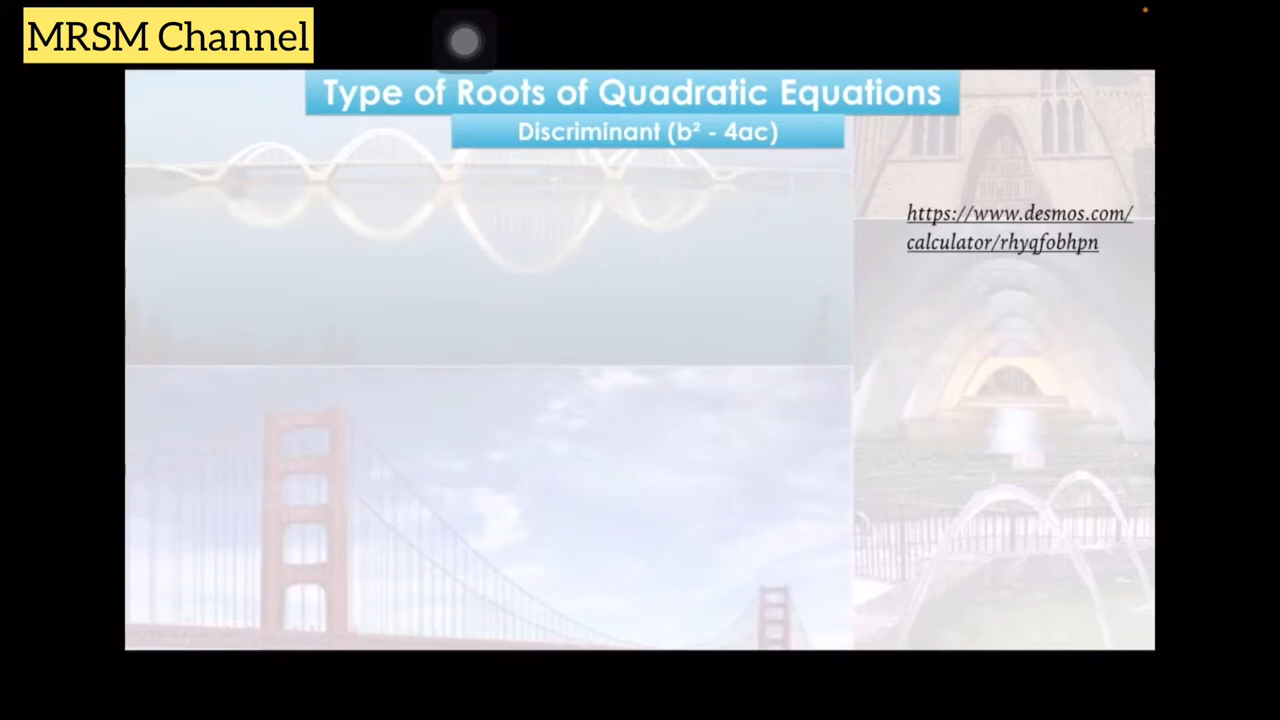 MRSM Channel
Type of Roots of Quadratic Equations
Discriminant (b² - 4ac)
https://www.desmos.com/
calculator/rhyqfobhpn